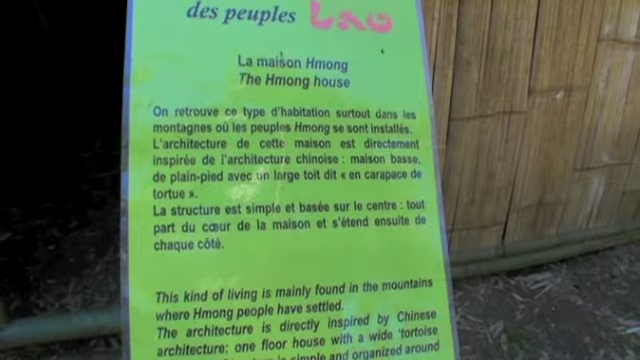 des peuples Lao
La maison Hmong
The Hmong house
On retrouve ce type d'habitation surtout dans les
montagnes où les peuples Hmong se sont installés.
L'architecture de cette maison est directement
inspirée de l'architecture chinoise : maison basse,
de plain-pied avec un large toit dit « en carapace de
tortue ».
La structure est simple et basée sur le centre : tout
part du cœur de la maison et s'étend ensuite de
chaque côté.
This kind of living is mainly found in the mountains
where Hmong people have settled.
The architecture is directly inspired by Chinese
architecture: one floor house with a wide 'tortoise
is simple and organized around